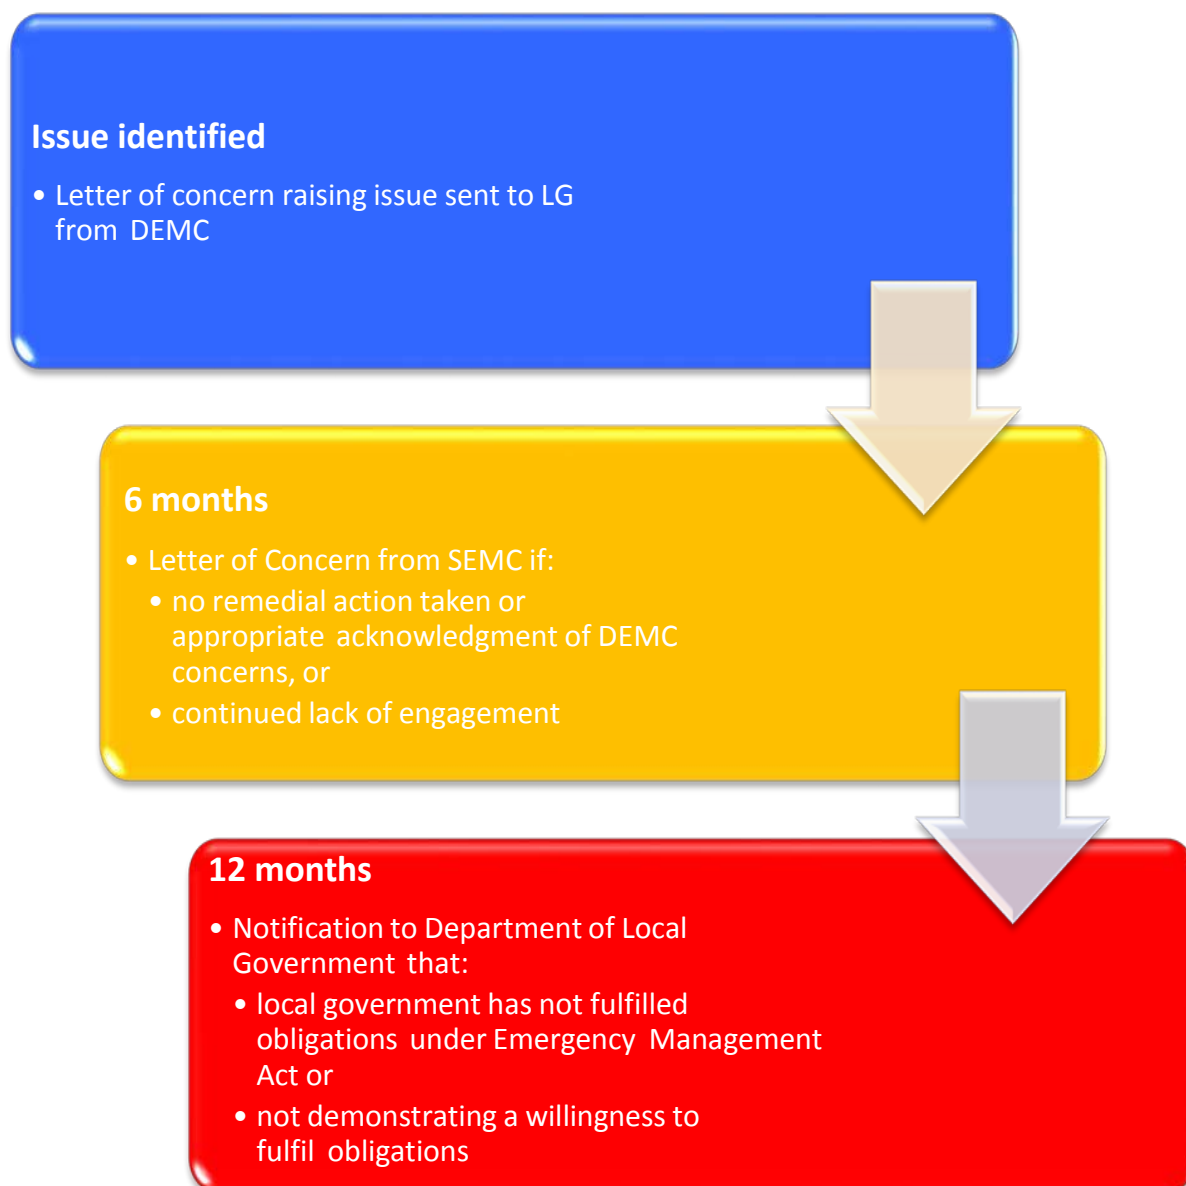 Issue identified
• Letter of concern raising issue sent to LG
from DEMC
6 months
• Letter of Concern from SEMC if:
• no remedial action taken or
appropriate acknowledgment of DEMC
concerns, or
• continued lack of engagement
12 months
• Notification to Department of Local
Government that:
• local government has not fulfilled
obligations under Emergency Management
Act or
• not demonstrating a willingness to
fulfil obligations